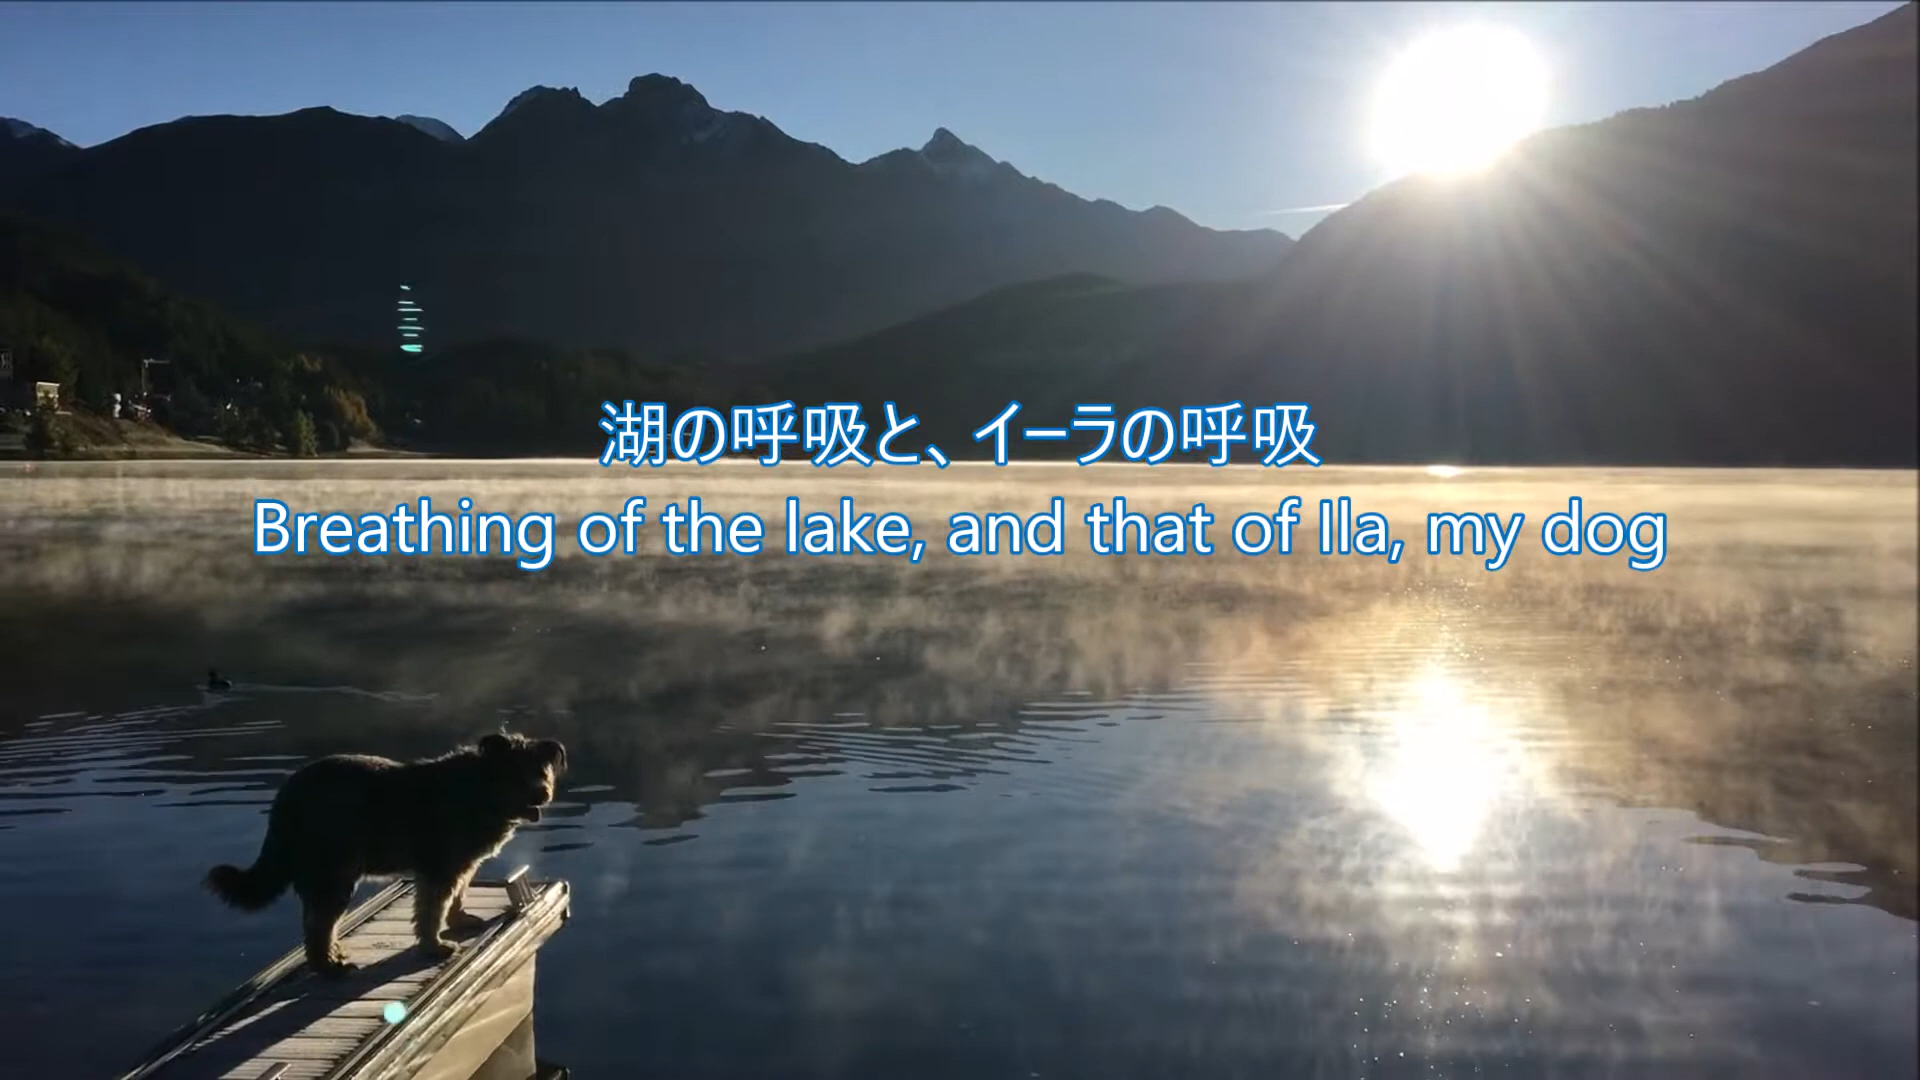 湖の呼吸と、イーラの呼吸
Breathing of the lake, and that of Ila, my dog